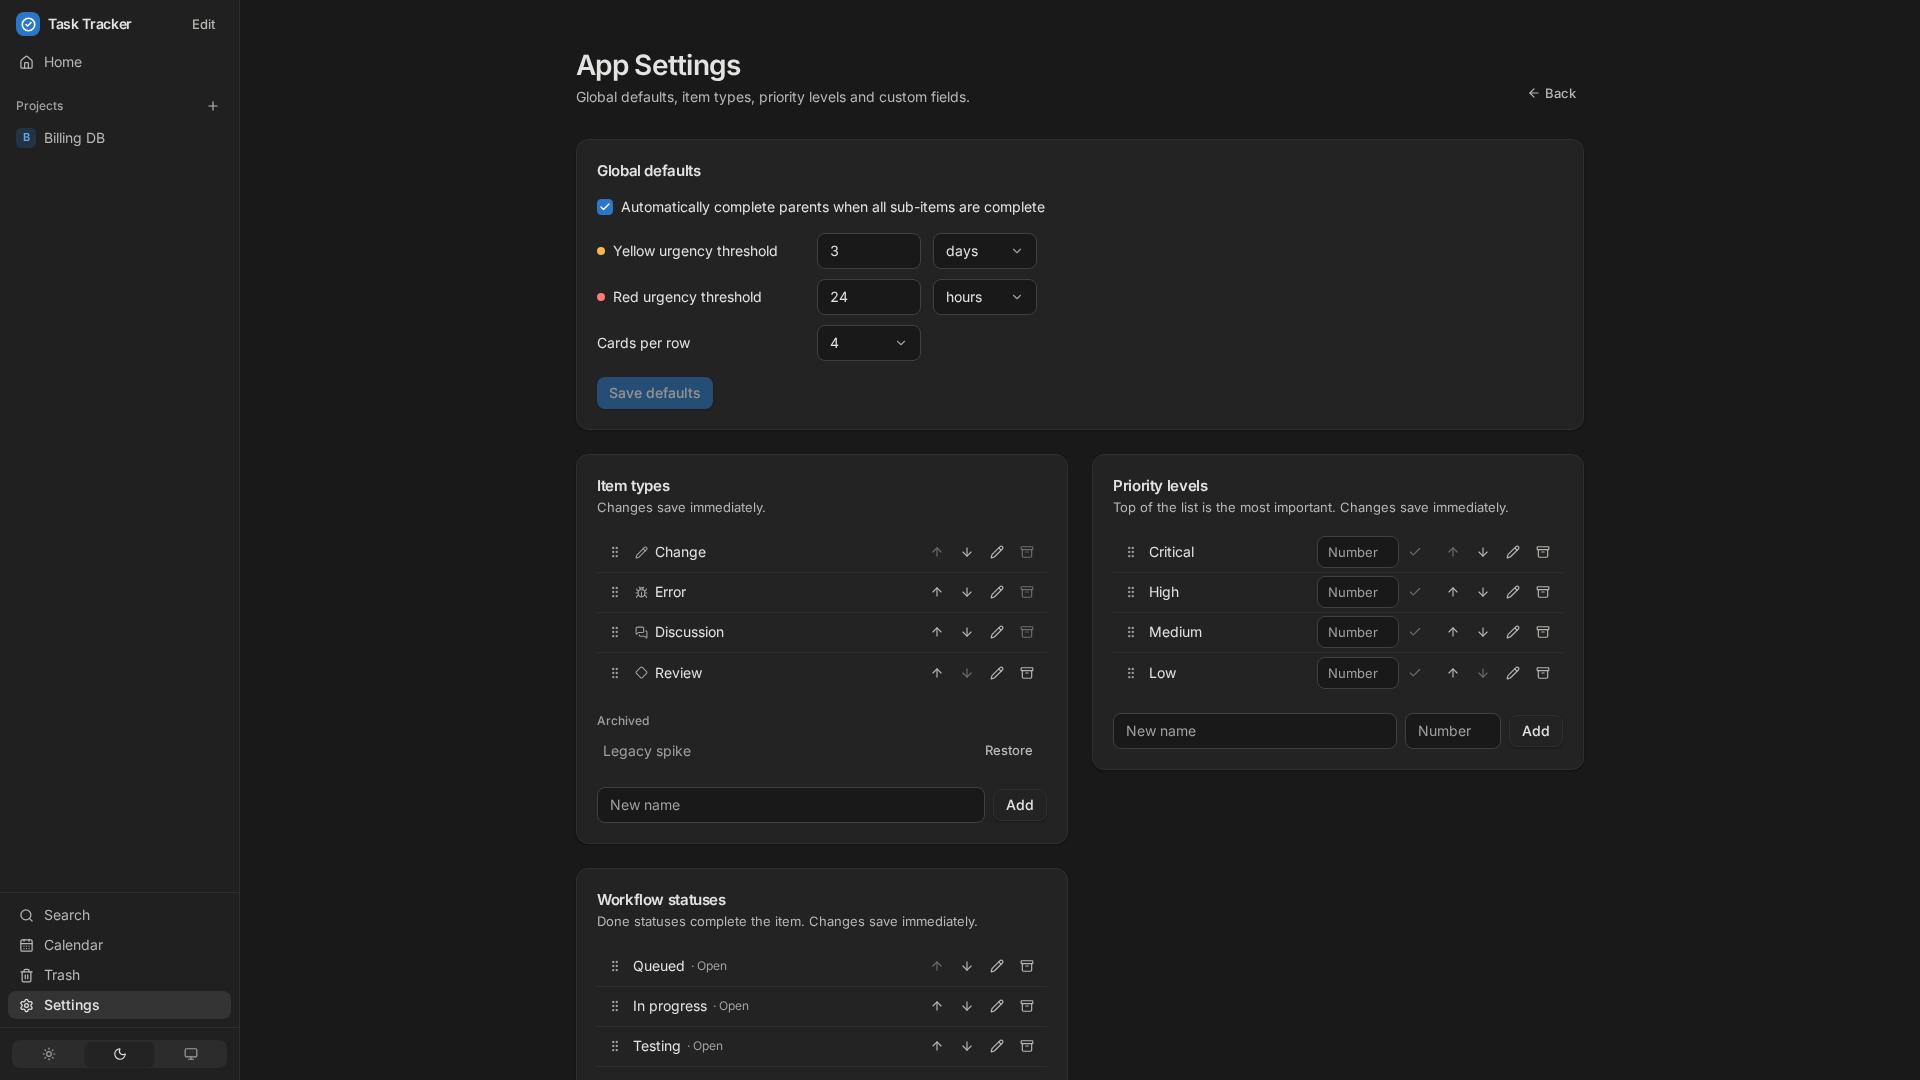 Task Tracker
Edit
Home
Projects
B
Billing DB
Search
Calendar
Trash
Settings
App Settings
Global defaults, item types, priority levels and custom fields.
Back
Global defaults
Automatically complete parents when all sub-items are complete
Yellow urgency threshold 3 days
Red urgency threshold 24 hours
Cards per row 4
Save defaults
Item types
Changes save immediately.
Change
Error
Discussion
Review
Archived
Legacy spike Restore
New name Add
Priority levels
Top of the list is the most important. Changes save immediately.
Critical Number
High Number
Medium Number
Low Number
New name Number Add
Workflow statuses
Done statuses complete the item. Changes save immediately.
Queued · Open
In progress · Open
Testing · Open